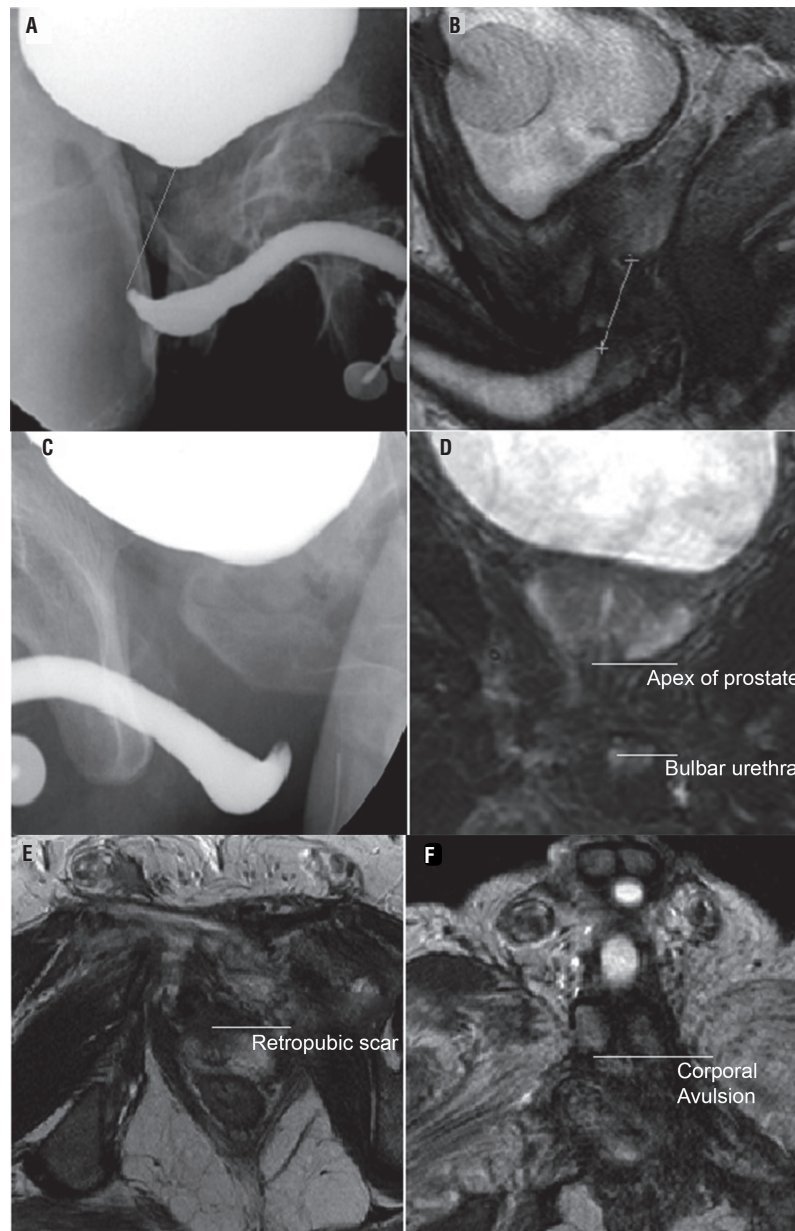 A
B
C
D
Apex of prostate
Bulbar urethra
E
F
Retropubic scar
Corporal
Avulsion